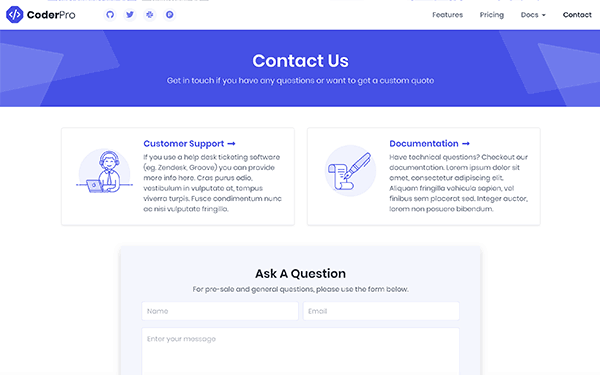 CoderPro
Features Pricing Docs Contact
Contact Us
Get in touch if you have any questions or want to get a custom quote
Customer Support →
If you use a help desk ticketing software
(eg. Zendesk, Groove) you can provide
more info here. Cras purus odio,
vestibulum in vulputate at, tempus
viverra turpis. Fusce condimentum nunc
ac nisi vulputate fringilla.
Documentation →
Have technical questions? Checkout our
documentation. Lorem ipsum dolor sit
amet, consectetur adipiscing elit.
Aliquam fringilla vehicula sapien, vel
finibus sem placerat sed. Integer auctor,
lorem non posuere bibendum.
Ask A Question
For pre-sale and general questions, please use the form below.
Name
Email
Enter your message